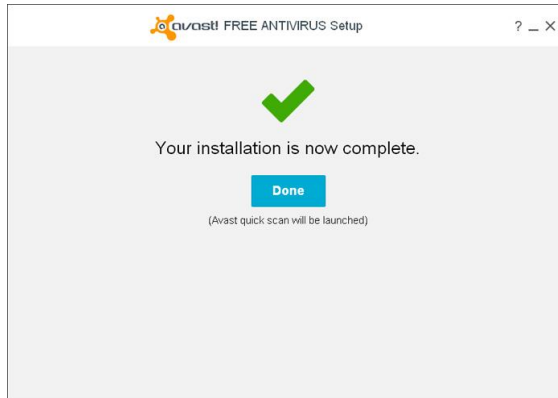 avast! FREE ANTIVIRUS Setup ? _ X
Your installation is now complete.
Done
(Avast quick scan will be launched)